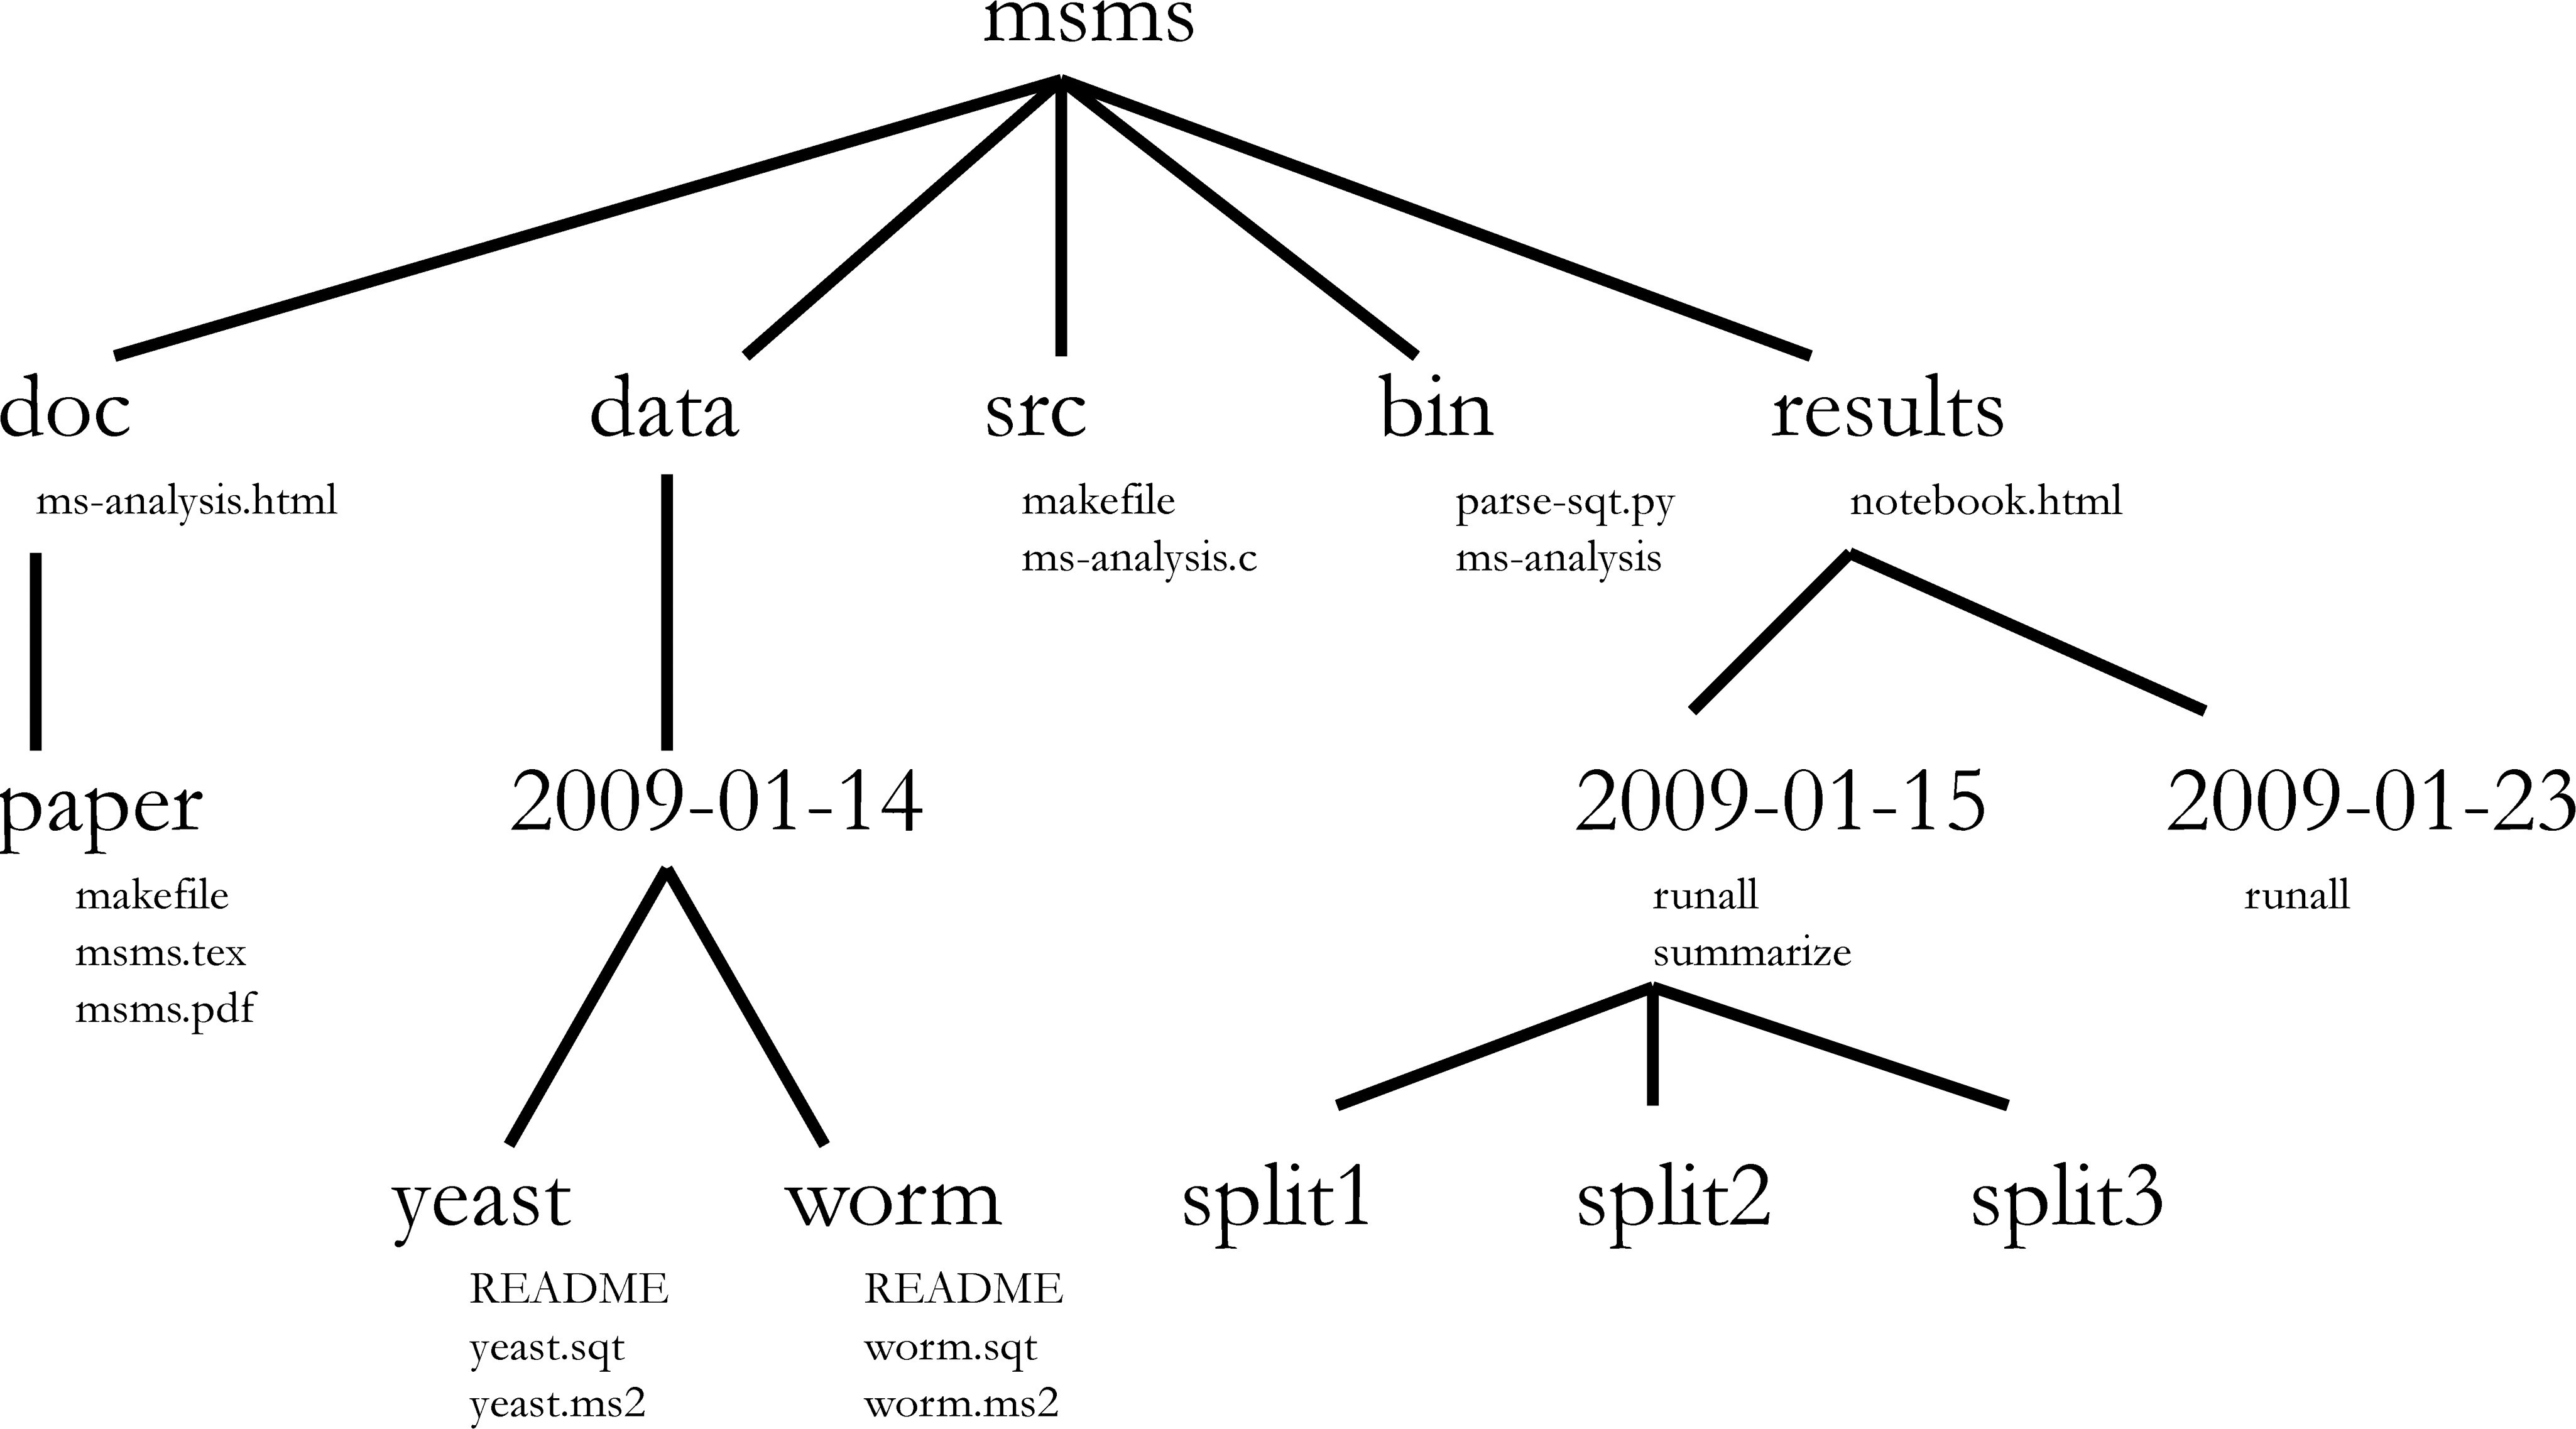 msms
doc
data
src
bin
results
ms-analysis.html
makefile
ms-analysis.c
parse-sqt.py
ms-analysis
notebook.html
paper
2009-01-14
2009-01-15
2009-01-23
makefile
msms.tex
msms.pdf
runall
summarize
runall
yeast
worm
split1
split2
split3
README
yeast.sqt
yeast.ms2
README
worm.sqt
worm.ms2